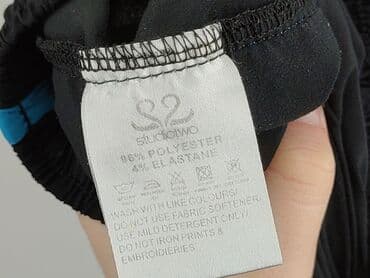 studiotwo
96% POLYESTER
4% ELASTANE
WASH WITH LIKE COLOURS/
DO NOT USE FABRIC SOFTENER/
USE MILD DETERGENT ONLY/
DO NOT IRON PRINTS &
EMBROIDERIES/